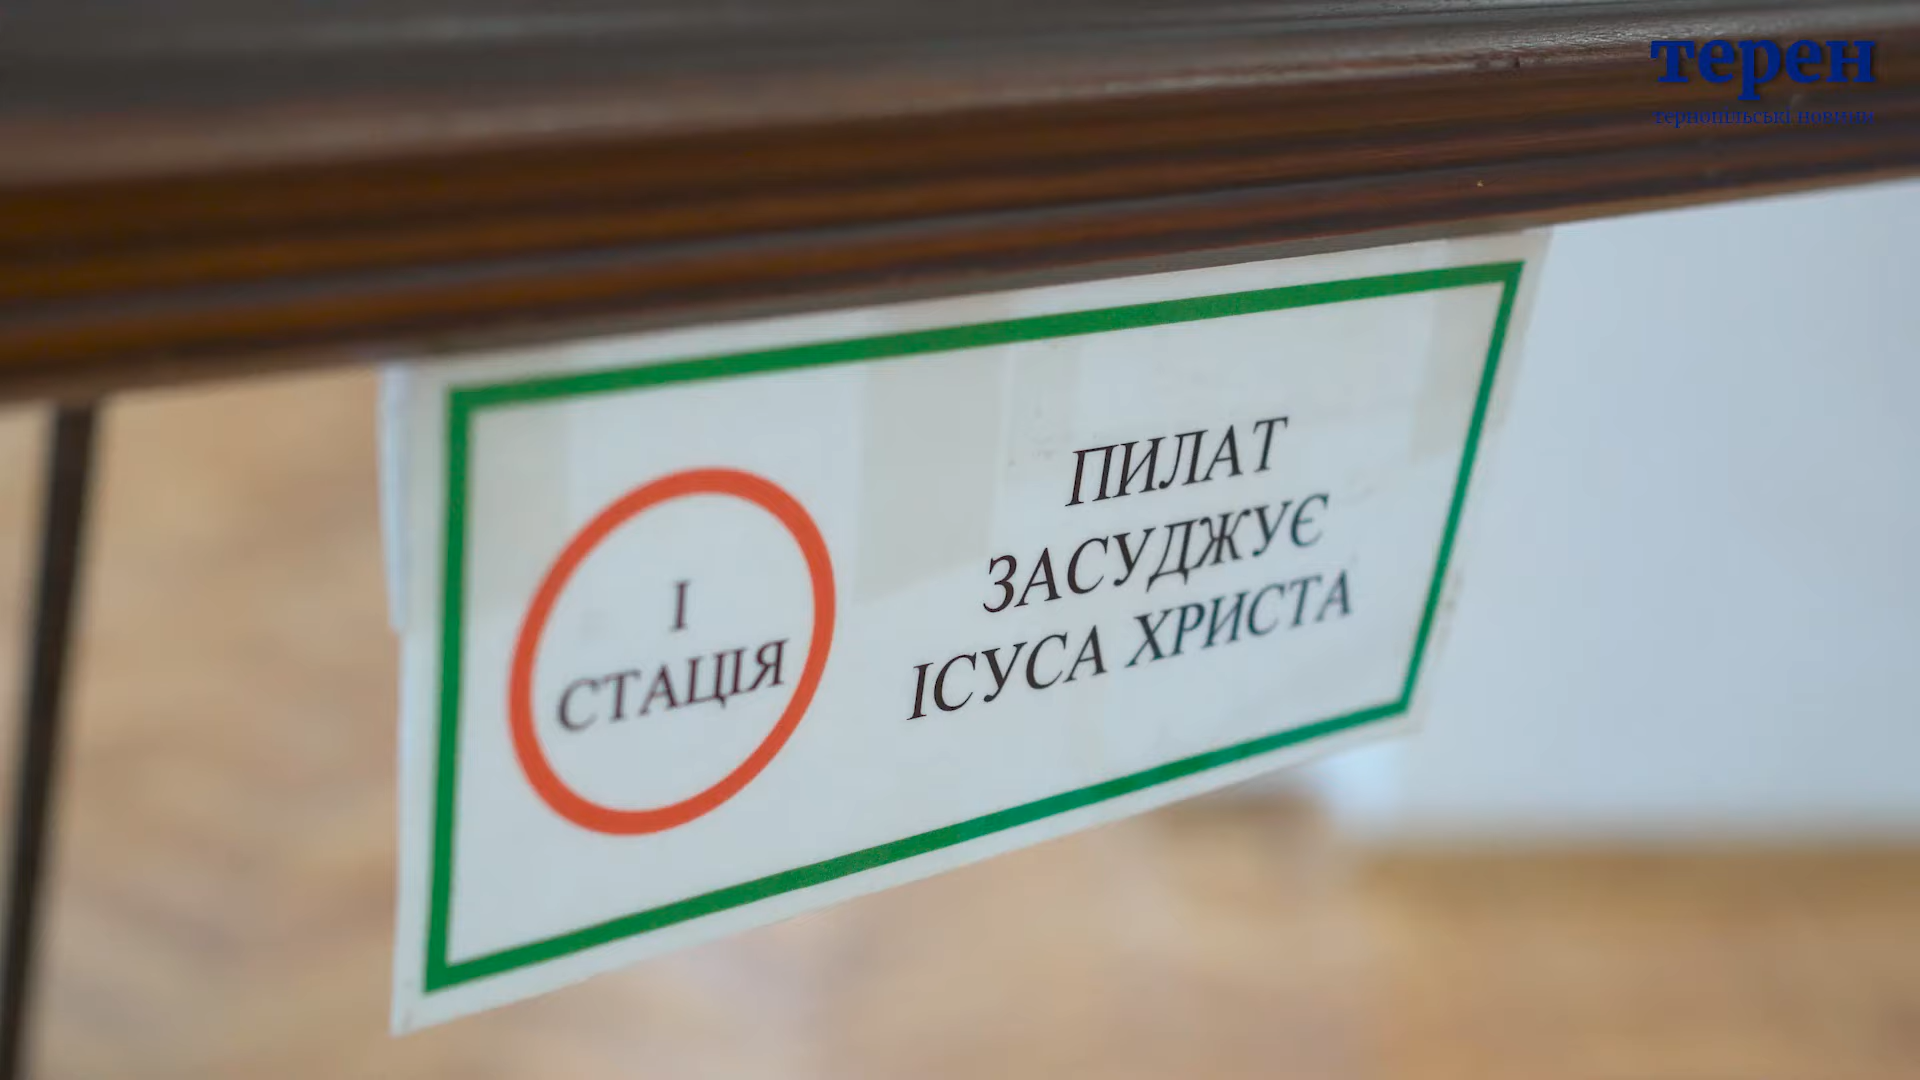 терен
тернопільські новини
І
СТАЦІЯ
ПИЛАТ
ЗАСУДЖУЄ
ІСУСА ХРИСТА